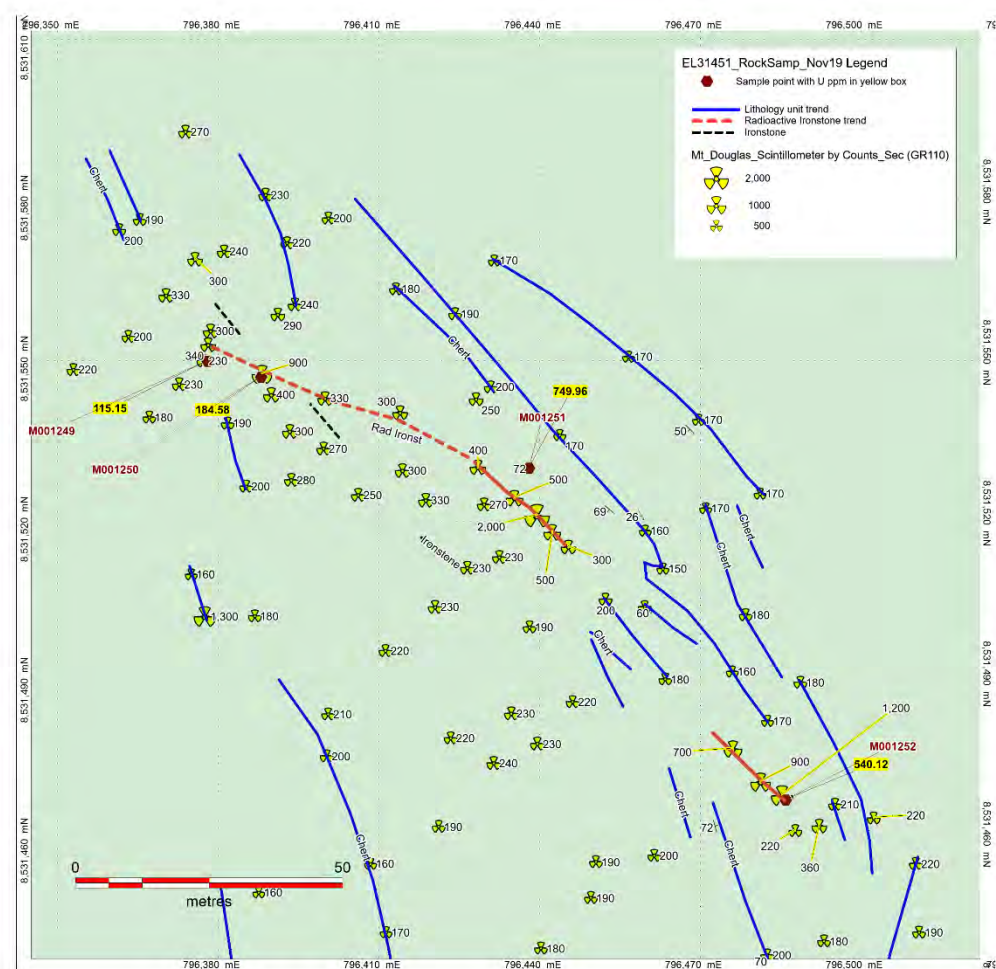 796,350 mE
796,380 mE
796,410 mE
796,440 mE
796,470 mE
796,500 mE
8,531,610
8,531,580 mN
8,531,550 mN
8,531,520 mN
8,531,490 mN
8,531,460 mN
EL31451_RockSamp_Nov19 Legend
Sample point with U ppm in yellow box
Lithology unit trend
Radioactive Ironstone trend
Ironstone
Mt_Douglas_Scintillometer by Counts_Sec (GR110)
2,000
1000
500
270
Chert
190
200
230
200
220
240
300
240
290
330
170
180
190
200
300
340
230
220
900
170
200
Chert
250
115.15
184.58
230
400
330
300
180
190
300
270
Rad Ironst
749.96
M001251
170
50
170
M001249
M001250
400
72
500
200
280
250
300
330
270
2,000
69
26
160
170
170
Chert
Ironstone
230
230
500
300
150
Chert
160
1,300
180
230
190
200
60
180
Chert
220
180
160
180
210
230
220
170
200
220
240
230
700
900
1,200
M001252
540.12
Chert
190
210
220
220
360
72
Chert
Chert
160
190
200
220
0
50
metres
160
190
170
180
180
190
70
200
8,531,580 mN
8,531,550 mN
8,531,520 mN
8,531,490 mN
8,531,460 mN
796,380 mE
796,410 mE
796,440 mE
796,470 mE
796,500 mE